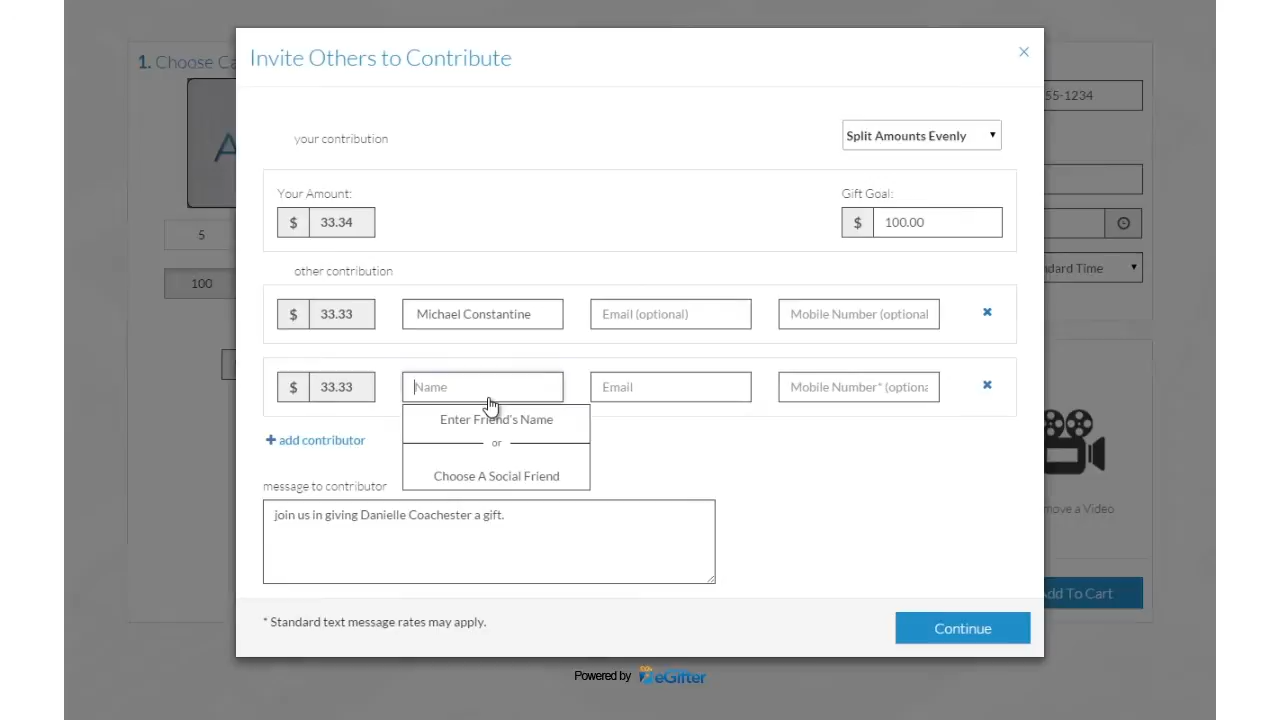 Invite Others to Contribute
×
1. Choose Ca
A
55-1234
your contribution
Split Amounts Evenly
Your Amount:
Gift Goal:
$ 33.34
$ 100.00
5
other contribution
ndard Time
100
$ 33.33
Michael Constantine
Email (optional)
Mobile Number (optional
$ 33.33
Name
Email
Mobile Number* (optiona
Enter Friend's Name
or
Choose A Social Friend
+ add contributor
message to contributor
join us in giving Danielle Coachester a gift.
move a Video
Add To Cart
* Standard text message rates may apply.
Continue
Powered by eGifter